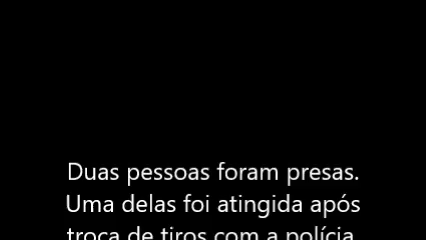 Duas pessoas foram presas.
Uma delas foi atingida após
troca de tiros com a polícia